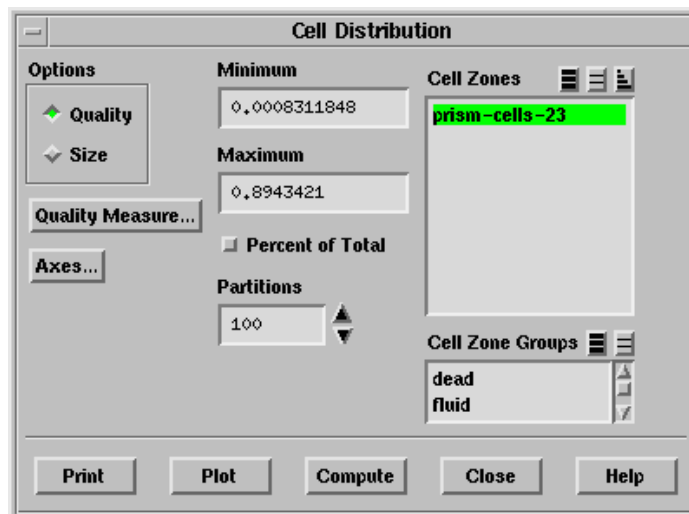 Cell Distribution
Options
Quality
Size
Quality Measure...
Axes...
Minimum
0.0008311848
Maximum
0.8943421
Percent of Total
Partitions
100
Cell Zones
prism-cells-23
Cell Zone Groups
dead
fluid
Print
Plot
Compute
Close
Help